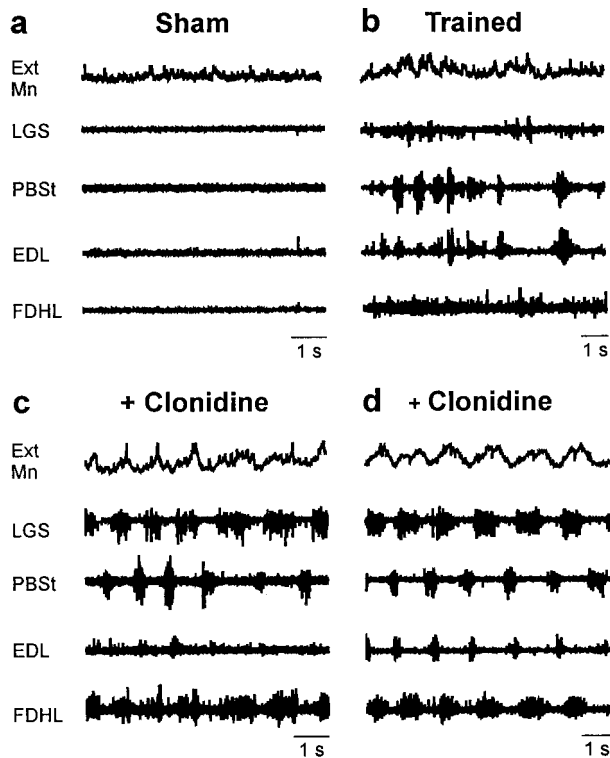 a Sham
b Trained
Ext
Mn
LGS
PBSt
EDL
FDHL
1 s
1 s
c + Clonidine
d + Clonidine
Ext
Mn
LGS
PBSt
EDL
FDHL
1 s
1 s